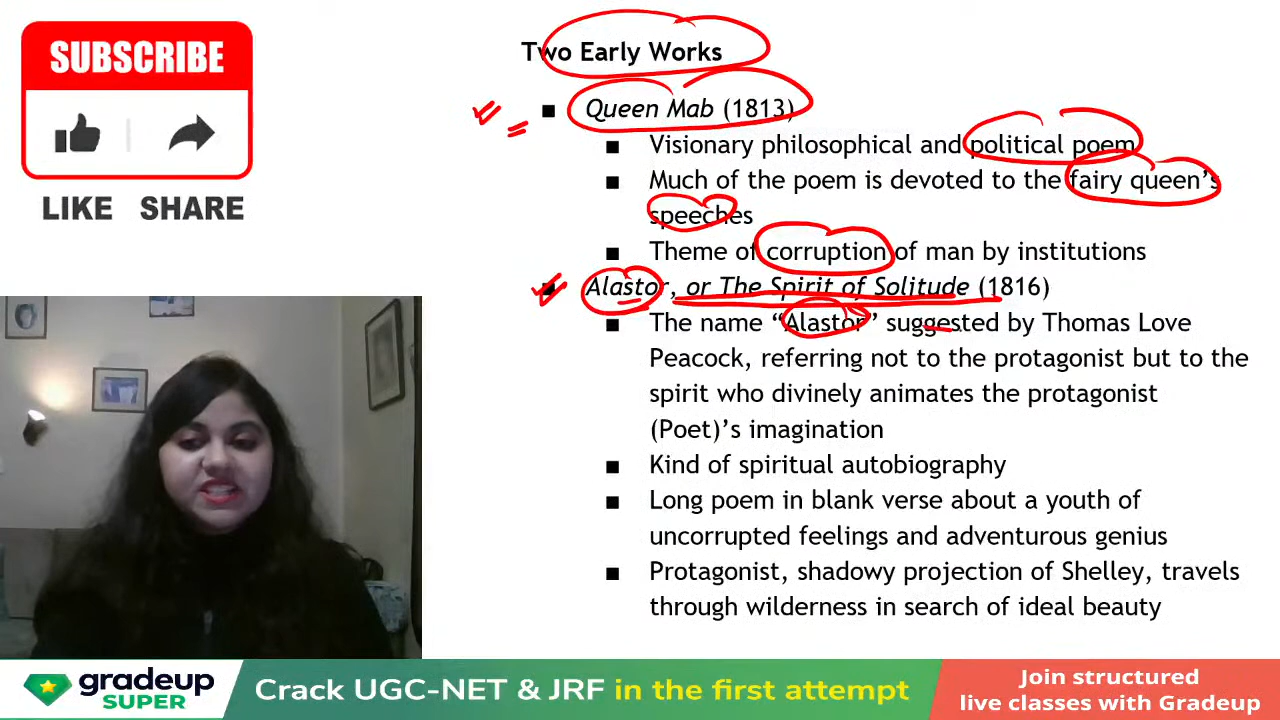 SUBSCRIBE
LIKE SHARE
Two Early Works
■ Queen Mab (1813)
■ Visionary philosophical and political poem
■ Much of the poem is devoted to the fairy queen's
speeches
■ Theme of corruption of man by institutions
■ Alastor, or The Spirit of Solitude (1816)
■ The name “Alastor” suggested by Thomas Love
Peacock, referring not to the protagonist but to the
spirit who divinely animates the protagonist
(Poet)'s imagination
■ Kind of spiritual autobiography
■ Long poem in blank verse about a youth of
uncorrupted feelings and adventurous genius
■ Protagonist, shadowy projection of Shelley, travels
through wilderness in search of ideal beauty
gradeup
SUPER
Crack UGC-NET & JRF in the first attempt
Join structured
live classes with Gradeup